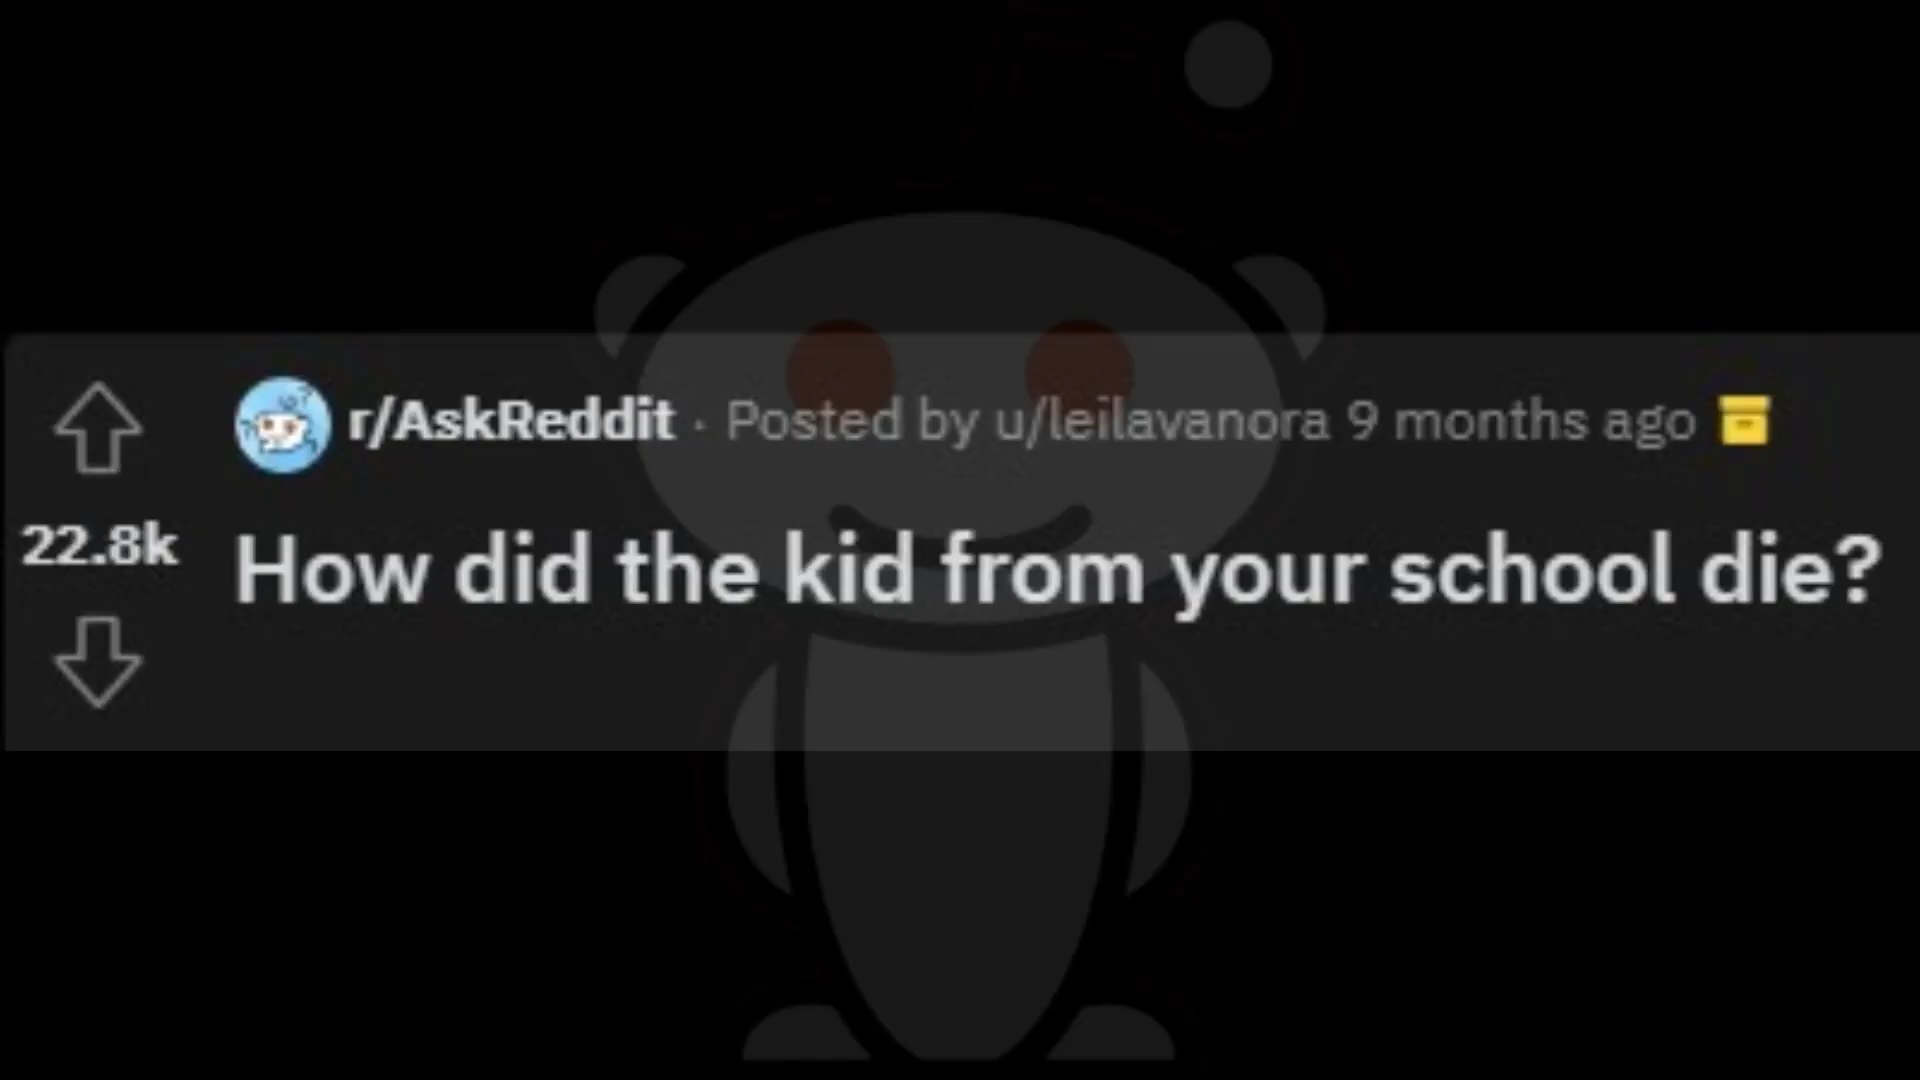 r/AskReddit · Posted by u/leilavanora 9 months ago
22.8k
How did the kid from your school die?